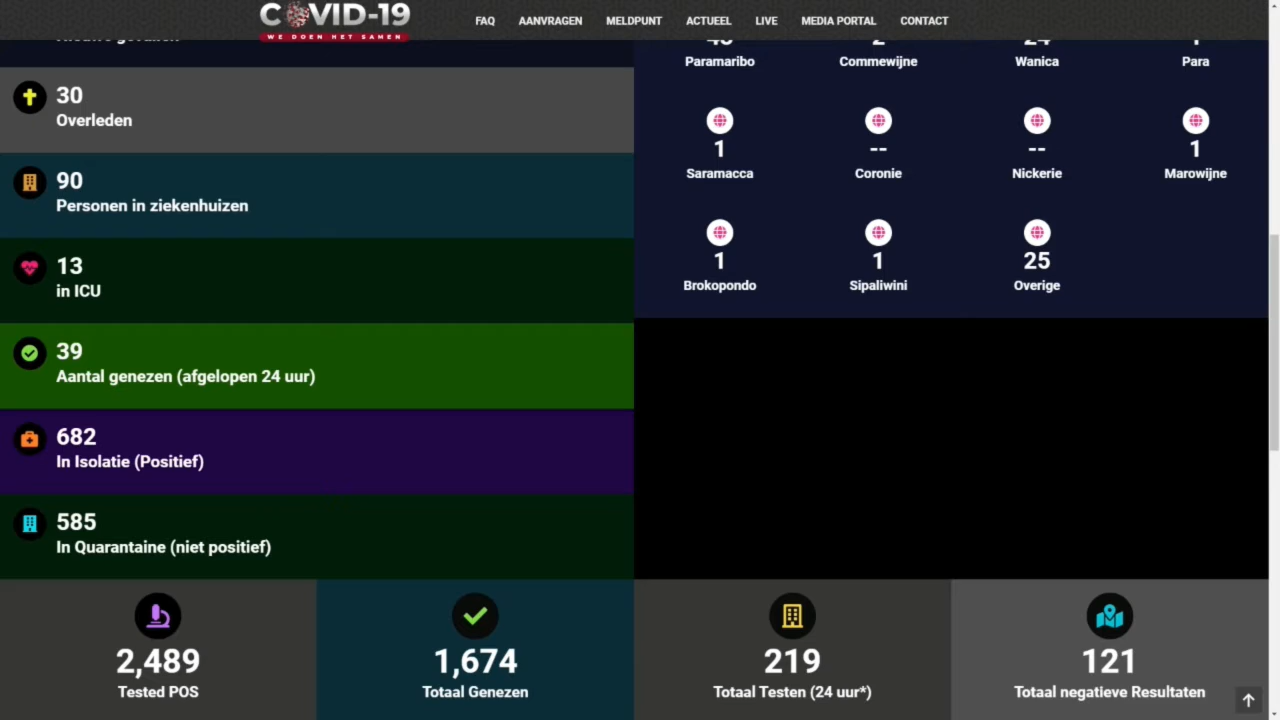 COVID-19
WE DOEN HET SAMEN
FAQ AANVRAGEN MELDPUNT ACTUEEL LIVE MEDIA PORTAL CONTACT
30
Overleden
90
Personen in ziekenhuizen
13
in ICU
39
Aantal genezen (afgelopen 24 uur)
682
In Isolatie (Positief)
585
In Quarantaine (niet positief)
Paramaribo Commewijne Wanica Para
1 -- -- 1
Saramacca Coronie Nickerie Marowijne
1 1 25
Brokopondo Sipaliwini Overige
2,489 1,674 219 121
Tested POS Totaal Genezen Totaal Testen (24 uur*) Totaal negatieve Resultaten